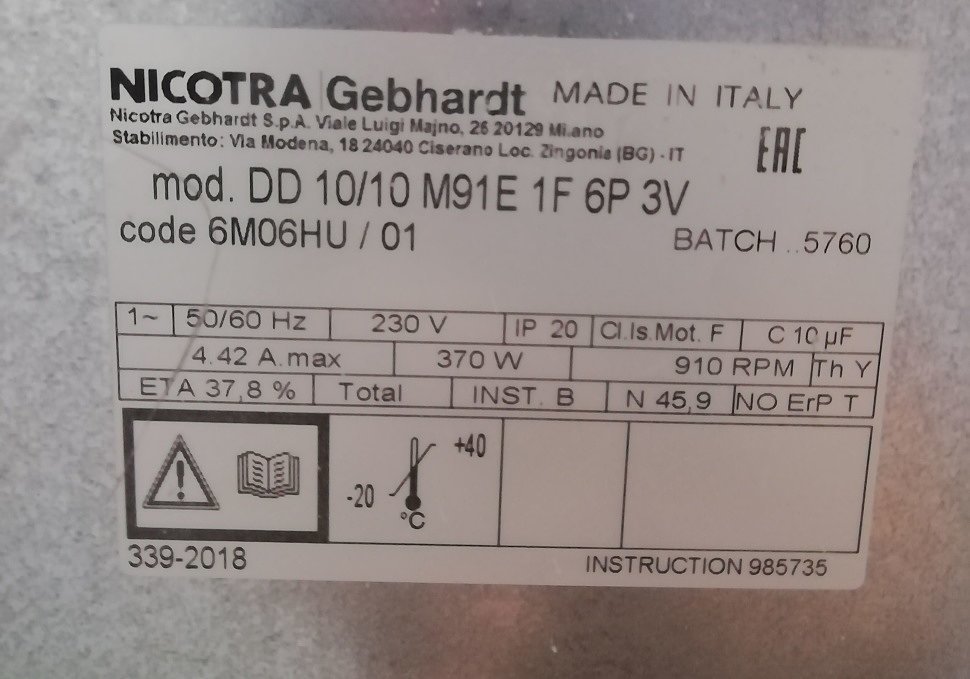 NICOTRA Gebhardt MADE IN ITALY
Nicotra Gebhardt S.p.A. Viale Luigi Majno, 26 20129 Milano
Stabilimento: Via Modena, 18 24040 Ciserano Loc. Zingonia (BG) - IT
EAC
mod. DD 10/10 M91E 1F 6P 3V
code 6M06HU / 01 BATCH ..5760
1~ 50/60 Hz 230 V IP 20 Cl.Is.Mot. F C 10 µF
4.42 A.max 370 W 910 RPM Th Y
ETA 37,8 % Total INST. B N 45,9 NO ErP T
-20 +40
°C
339-2018 INSTRUCTION 985735